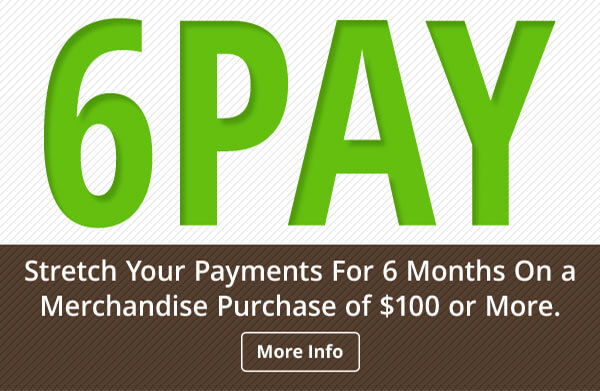 6PAY
Stretch Your Payments For 6 Months On a
Merchandise Purchase of $100 or More.
More Info